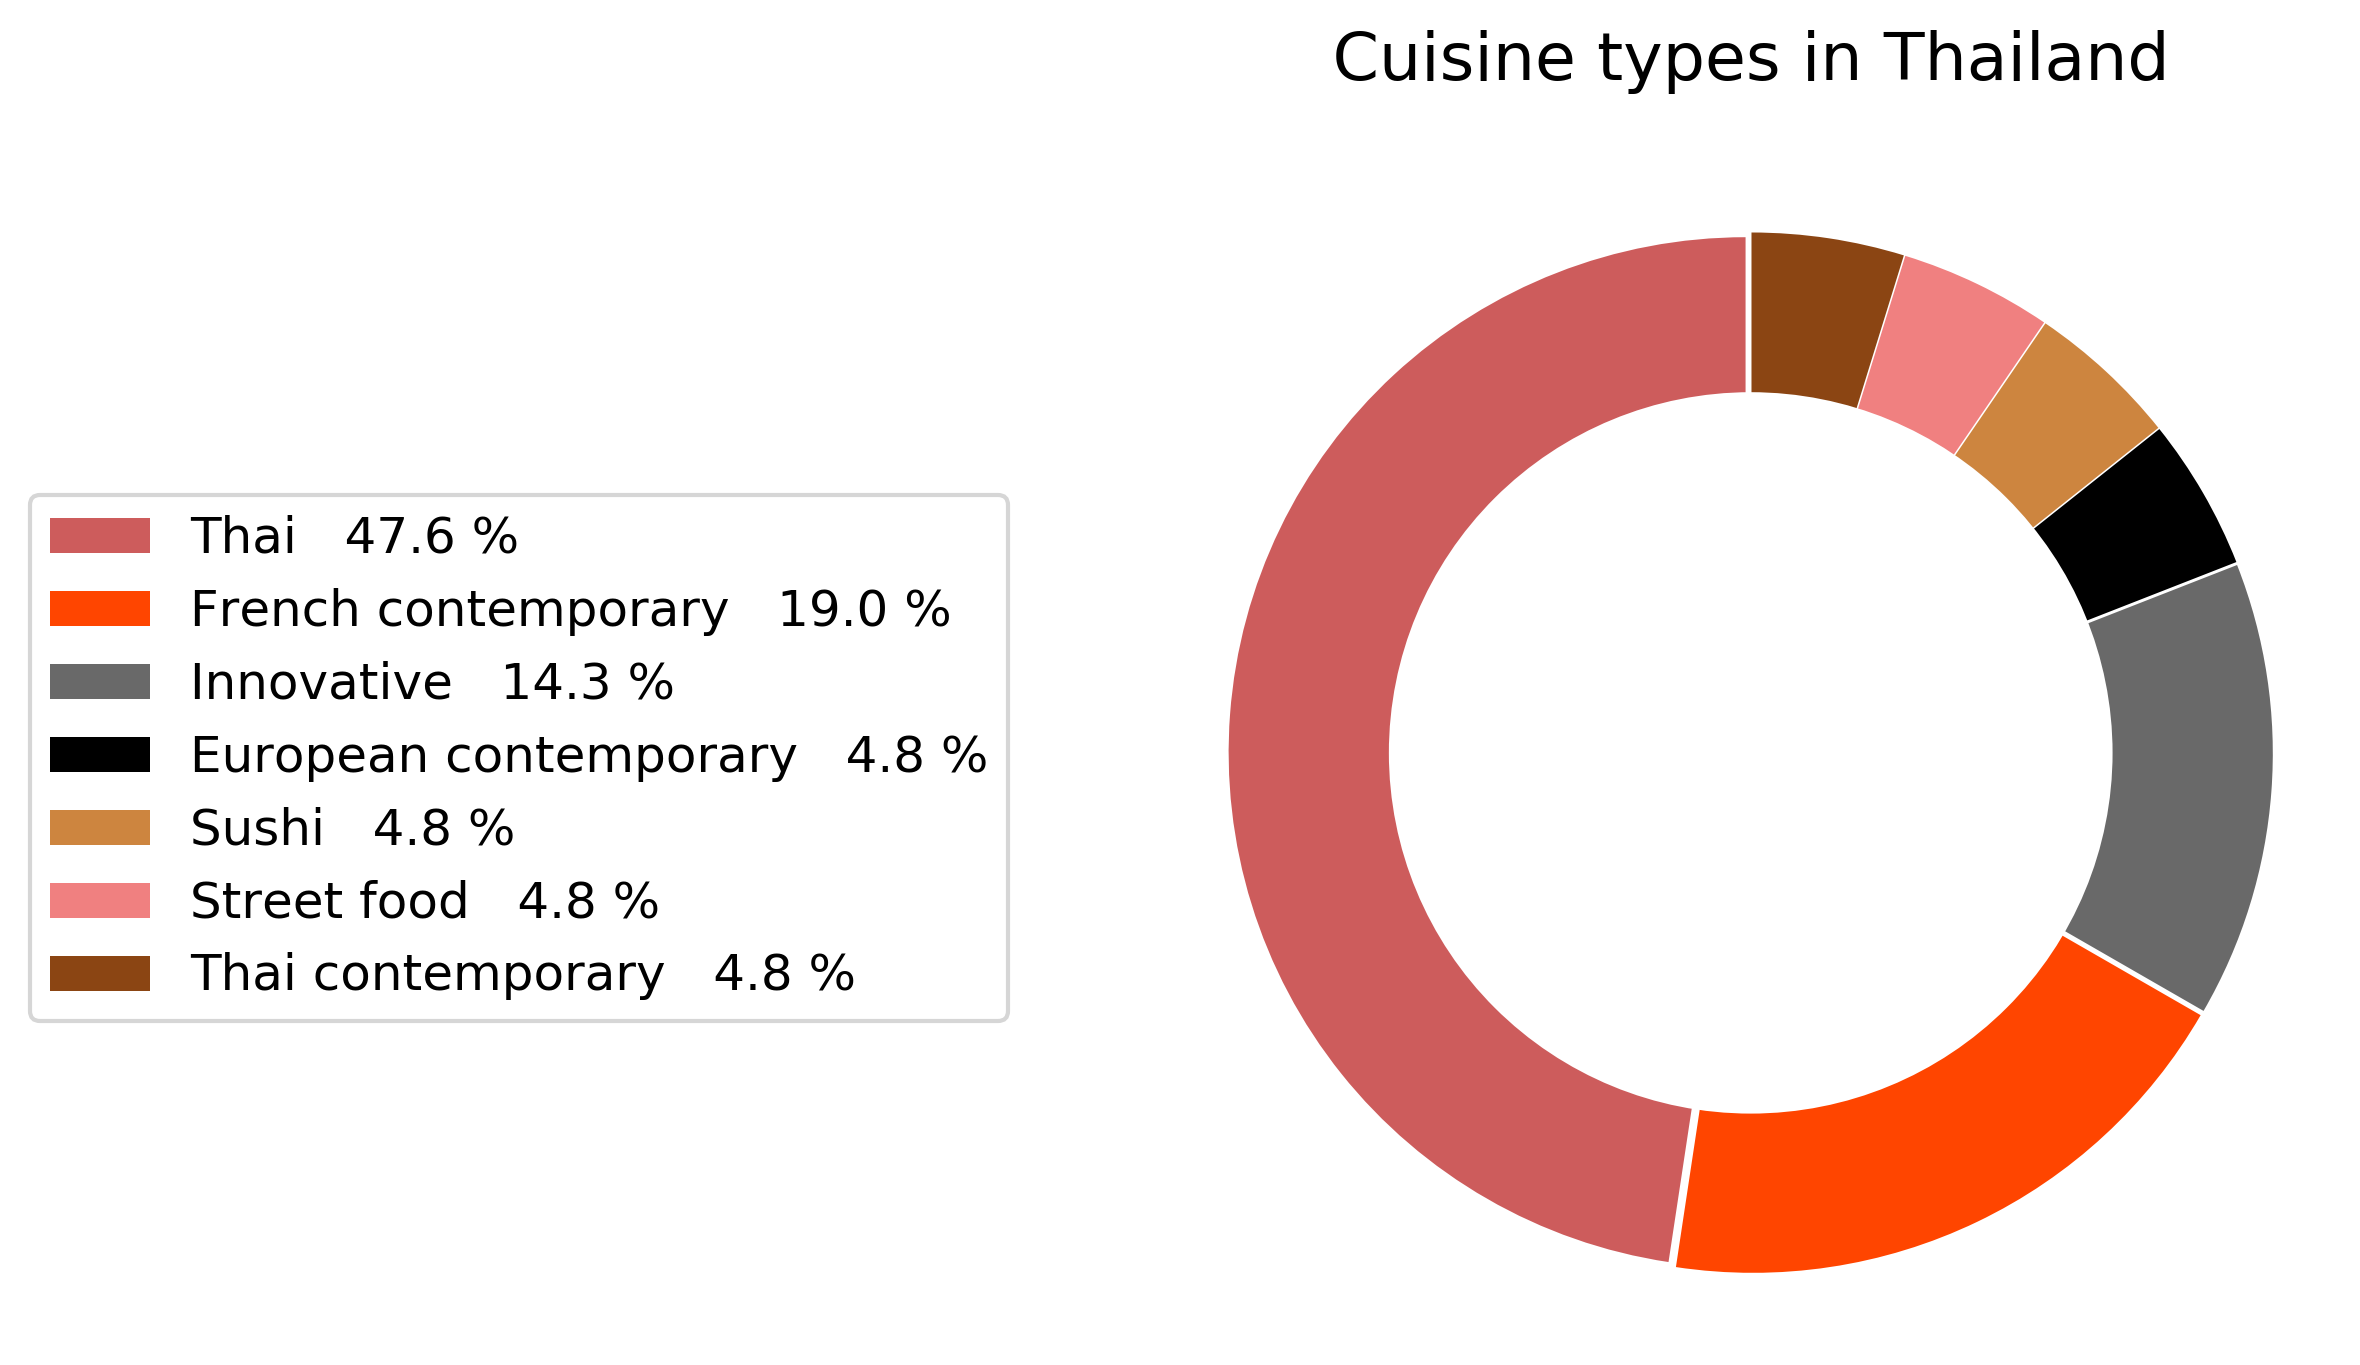 Cuisine types in Thailand
Thai 47.6 %
French contemporary 19.0 %
Innovative 14.3 %
European contemporary 4.8 %
Sushi 4.8 %
Street food 4.8 %
Thai contemporary 4.8 %